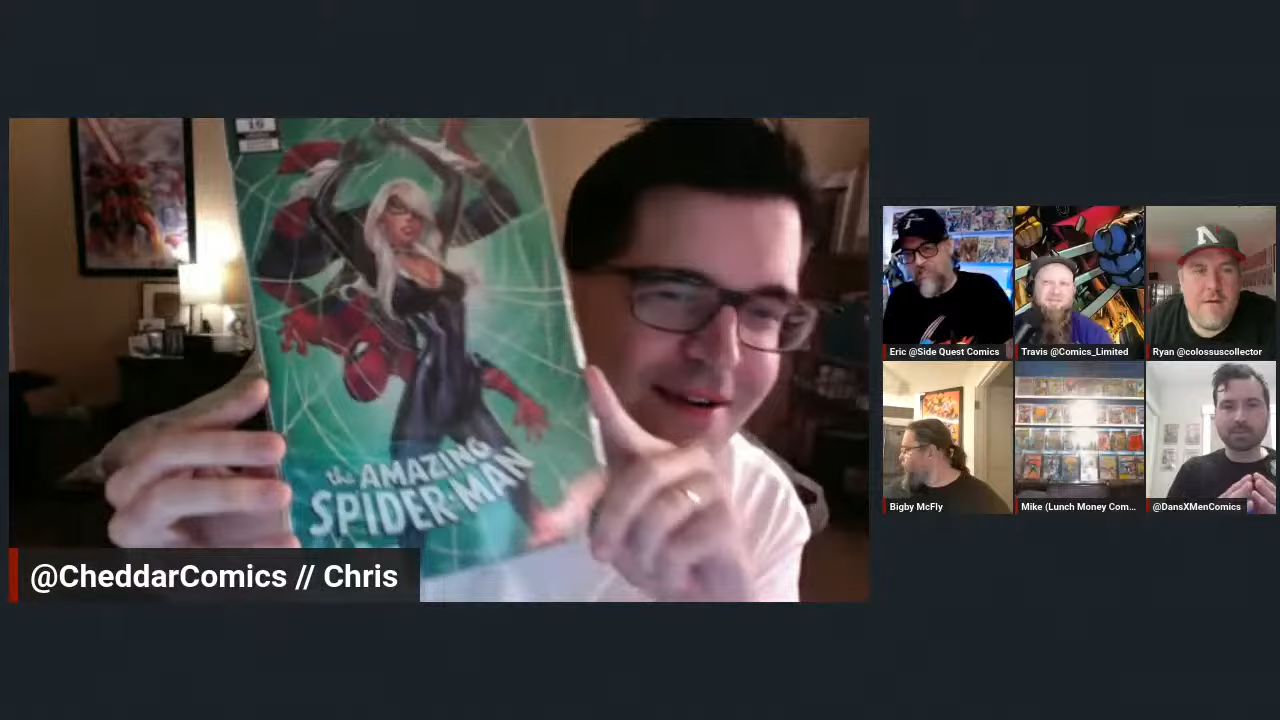 10
the AMAZING
SPIDER-MAN
@CheddarComics // Chris
Eric @Side Quest Comics
Travis @Comics_Limited
Ryan @colossuscollector
Bigby McFly
Mike (Lunch Money Com...
@DansXMenComics